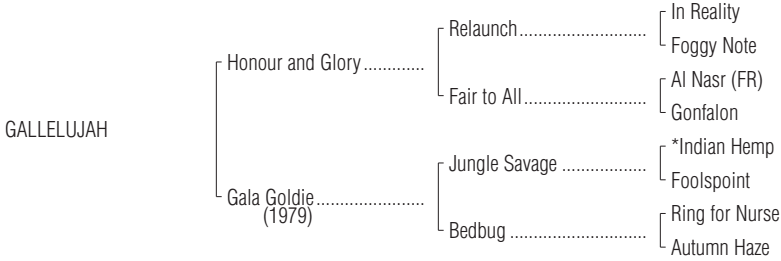 In Reality
Relaunch..............................
Foggy Note
Honour and Glory.............
Al Nasr (FR)
Fair to All.............................
Gonfalon
GALLELUJAH
*Indian Hemp
Jungle Savage ....................
Foolspoint
Gala Goldie........................
(1979)
Ring for Nurse
Bedbug ................................
Autumn Haze